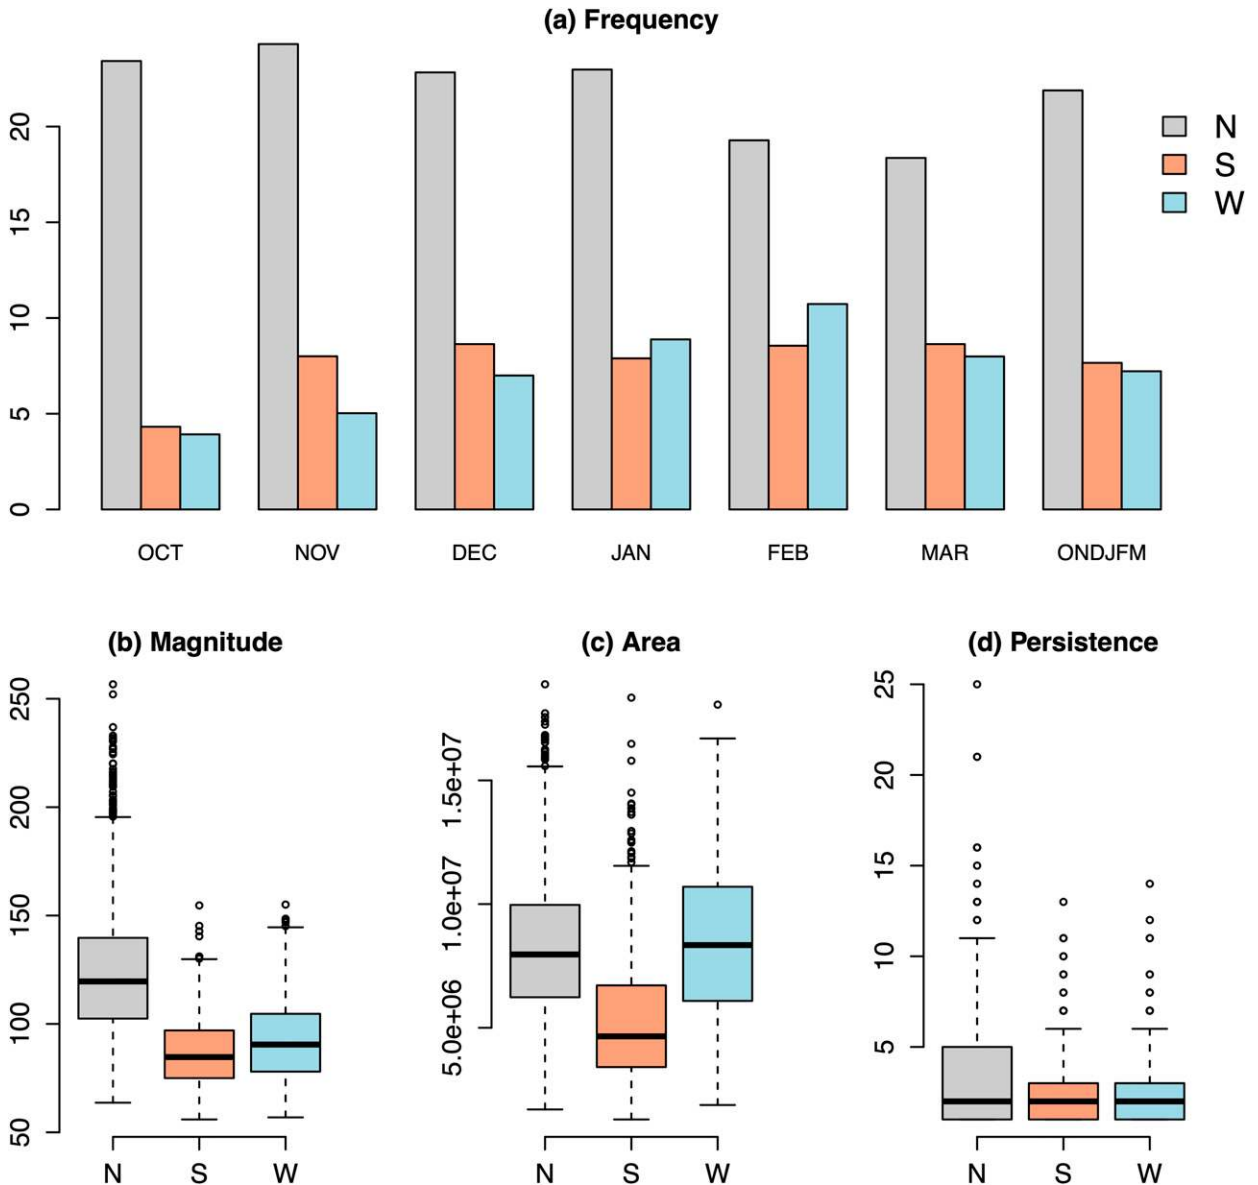 (a) Frequency
20
15
10
5
0
N
S
W
OCT NOV DEC JAN FEB MAR ONDJFM
(b) Magnitude
250
200
150
100
50
N S W
(c) Area
1.5e+07
1.0e+07
5.0e+06
N S W
(d) Persistence
25
20
15
10
5
N S W